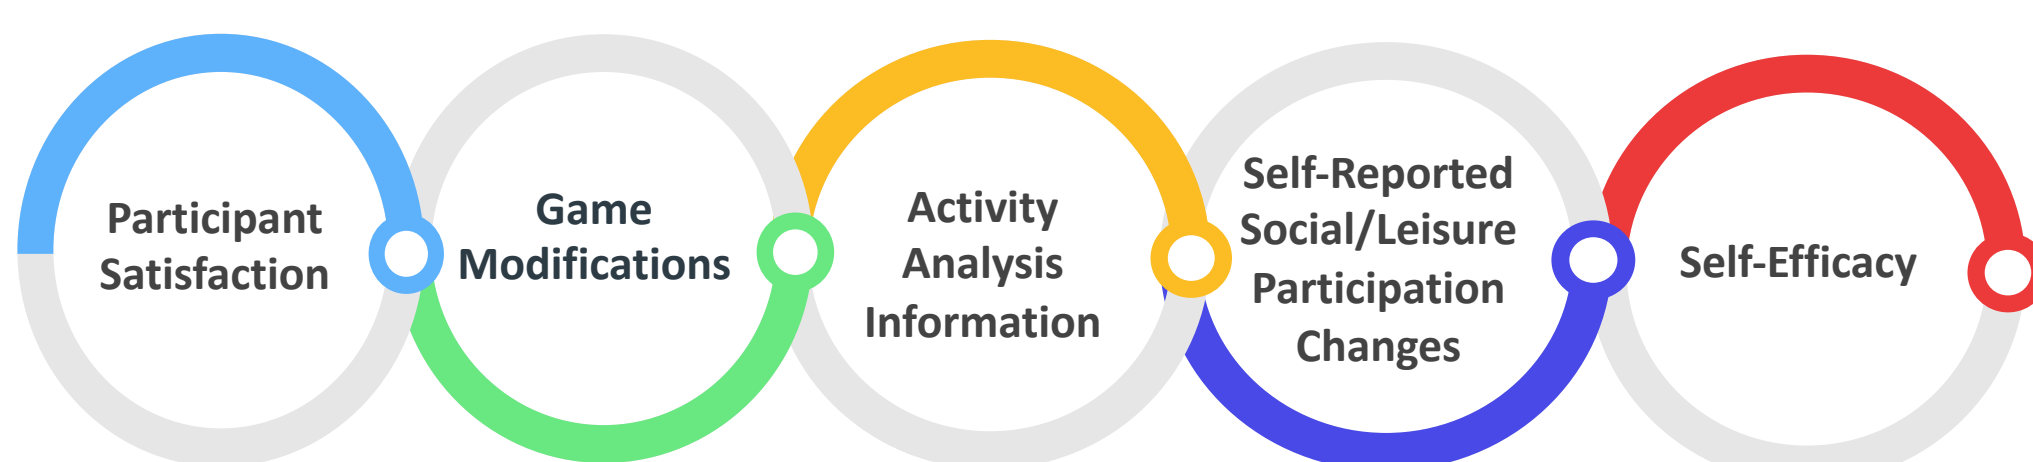 Participant
Satisfaction
Game
Modifications
Activity
Analysis
Information
Self-Reported
Social/Leisure
Participation
Changes
Self-Efficacy